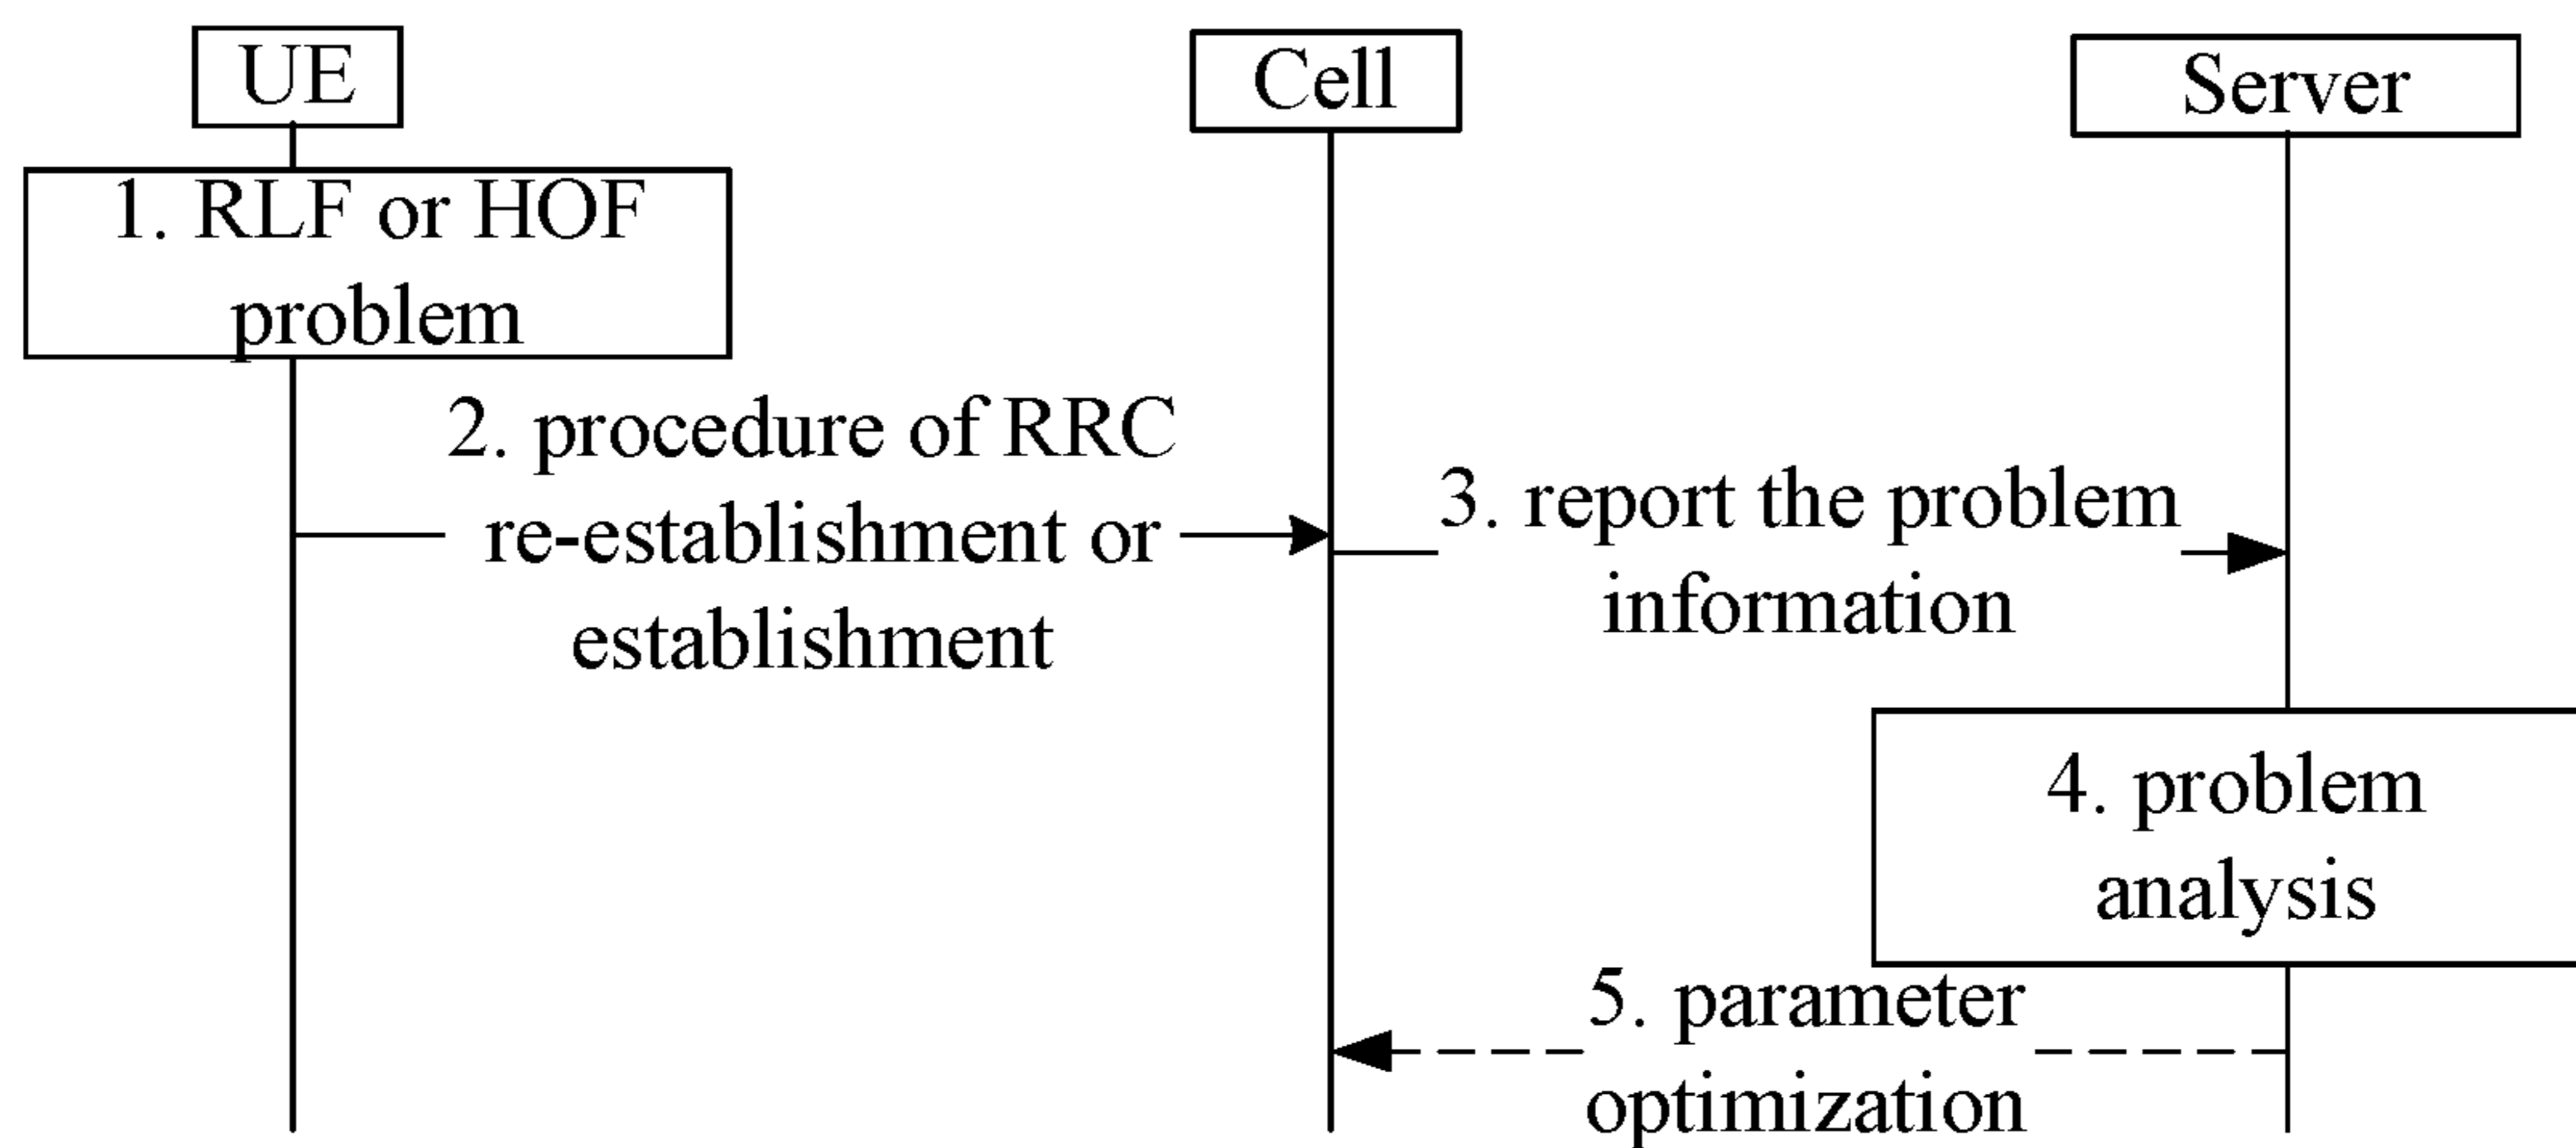 UE
Cell
Server
1. RLF or HOF
problem
2. procedure of RRC
re-establishment or
establishment
3. report the problem
information
4. problem
analysis
5. parameter
optimization